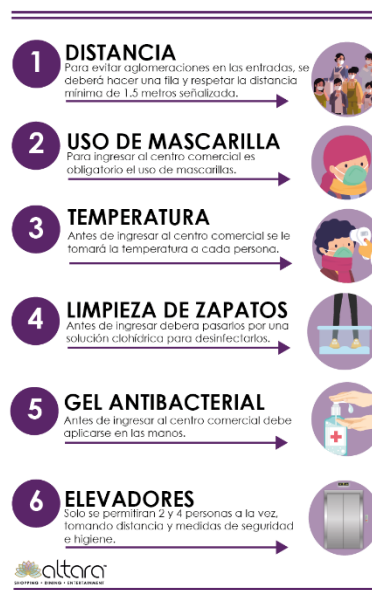 1
DISTANCIA
Para evitar aglomeraciones en las entradas, se
deberá hacer una fila y respetar la distancia
mínima de 1.5 metros señalizada.
2
USO DE MASCARILLA
Para ingresar al centro comercial es
obligatorio el uso de mascarillas.
3
TEMPERATURA
Antes de ingresar al centro comercial se le
tomará la temperatura a cada persona.
4
LIMPIEZA DE ZAPATOS
Antes de ingresar debera pasarlos por una
solución clohídrica para desinfectarlos.
5
GEL ANTIBACTERIAL
Antes de ingresar al centro comercial debe
aplicarse en las manos.
6
ELEVADORES
Solo se permitiran 2 y 4 personas a la vez,
tomando distancia y medidas de seguridad
e higiene.
altara
SHOPPING • DINING • ENTERTAINMENT